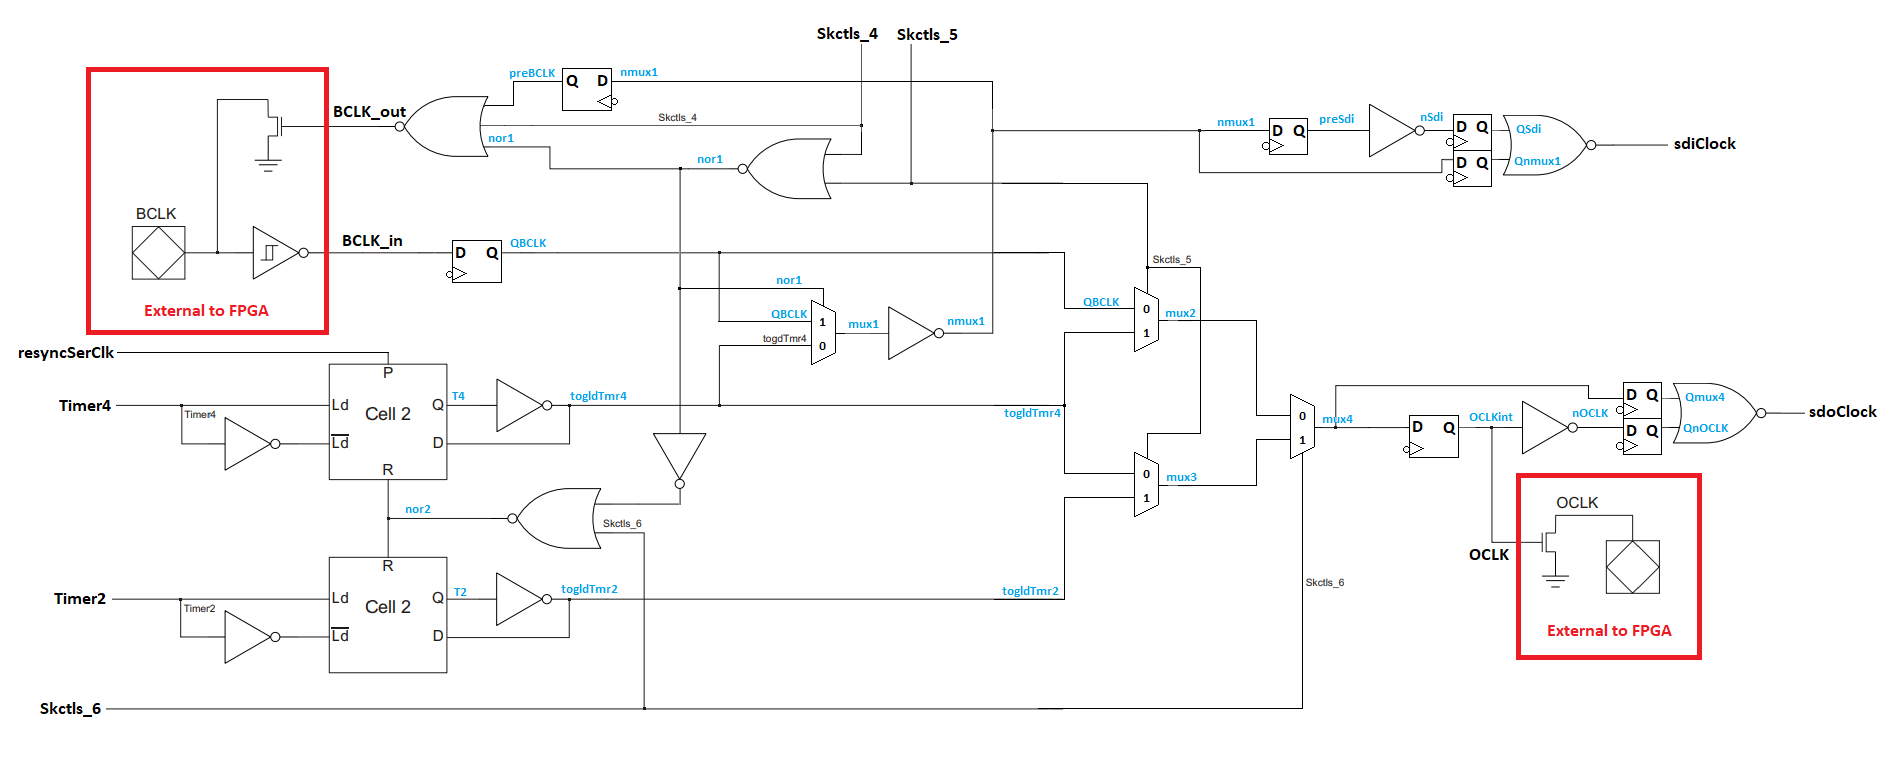 Skctls_4
Skctls_5
preBCLK
Q
D
nmux1
BCLK_out
Skctls_4
nor1
nor1
nmux1
D
Q
preSdi
nSdi
D
Q
QSdi
D
Q
Qnmux1
sdiClock
BCLK
BCLK_in
D
Q
QBCLK
External to FPGA
nor1
QBCLK
1
togdTmr4
0
mux1
nmux1
Skctls_5
QBCLK
0
1
mux2
resyncSerClk
P
Timer4
Timer4
Ld
Ld
Cell 2
Q
D
R
T4
togldTmr4
togldTmr4
0
1
mux4
D
Q
OCLKint
nOCLK
D
Q
Qmux4
D
Q
QnOCLK
sdoClock
0
1
mux3
nor2
Skctls_6
OCLK
OCLK
External to FPGA
Skctls_6
R
Timer2
Timer2
Ld
Ld
Cell 2
Q
D
T2
togldTmr2
togldTmr2
Skctls_6